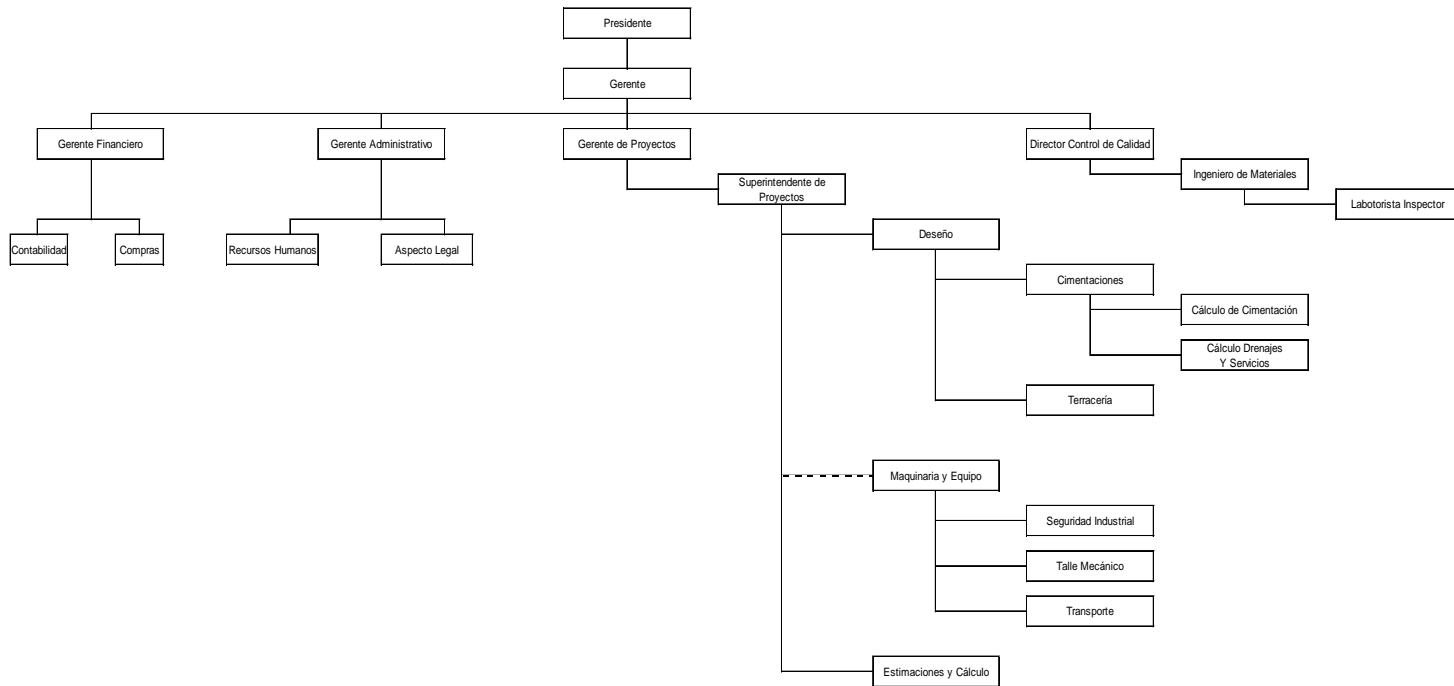 Presidente
Gerente
Gerente Financiero
Gerente Administrativo
Gerente de Proyectos
Director Control de Calidad
Ingeniero de Materiales
Superintendente de
Proyectos
Labotorista Inspector
Contabilidad
Compras
Recursos Humanos
Aspecto Legal
Deseño
Cimentaciones
Cálculo de Cimentación
Cálculo Drenajes
Y Servicios
Terracería
Maquinaria y Equipo
Seguridad Industrial
Talle Mecánico
Transporte
Estimaciones y Cálculo